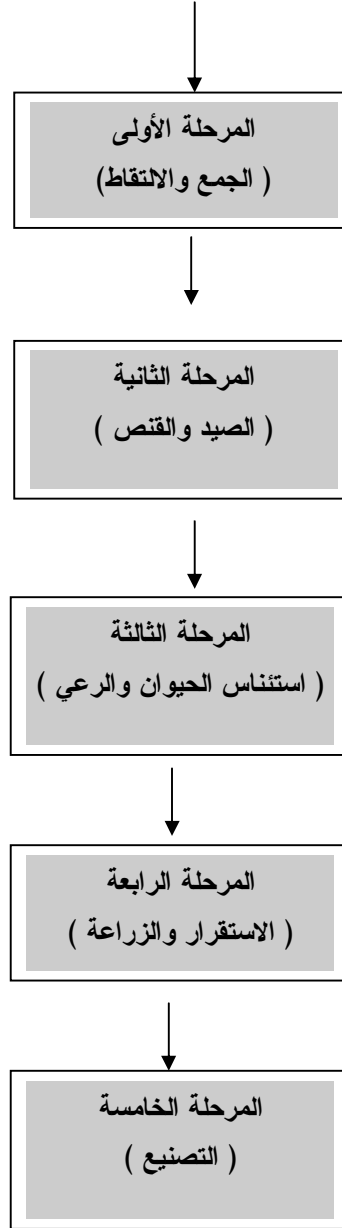 المرحلة الأولى
( الجمع والالتقاط)
المرحلة الثانية
( الصيد والقنص )
المرحلة الثالثة
( استئناس الحيوان والرعي )
المرحلة الرابعة
( الاستقرار والزراعة )
المرحلة الخامسة
( التصنيع )